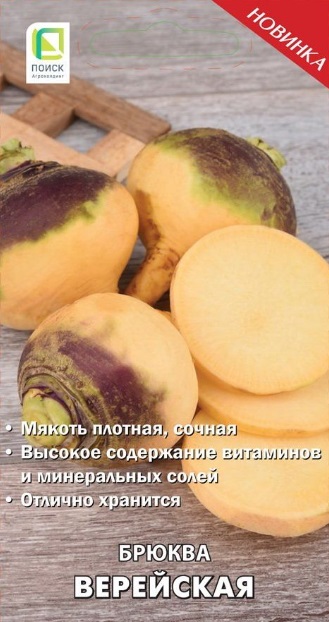 НОВИНКА
ПОИСК
Агрохолдинг
• Мякоть плотная, сочная
• Высокое содержание витаминов
и минеральных солей
• Отлично хранится
БРЮКВА
ВЕРЕЙСКАЯ